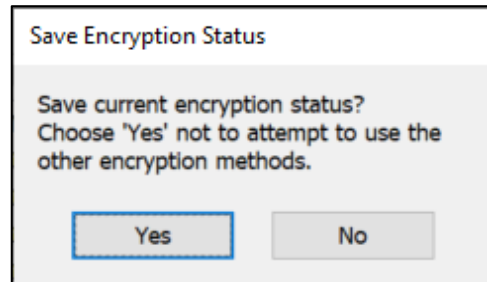 Save Encryption Status
Save current encryption status?
Choose 'Yes' not to attempt to use the
other encryption methods.
Yes
No